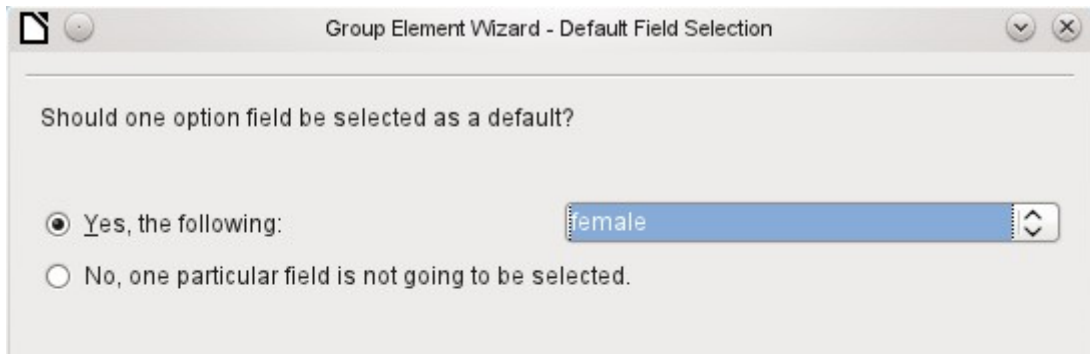 Group Element Wizard - Default Field Selection
Should one option field be selected as a default?
Yes, the following: female
No, one particular field is not going to be selected.